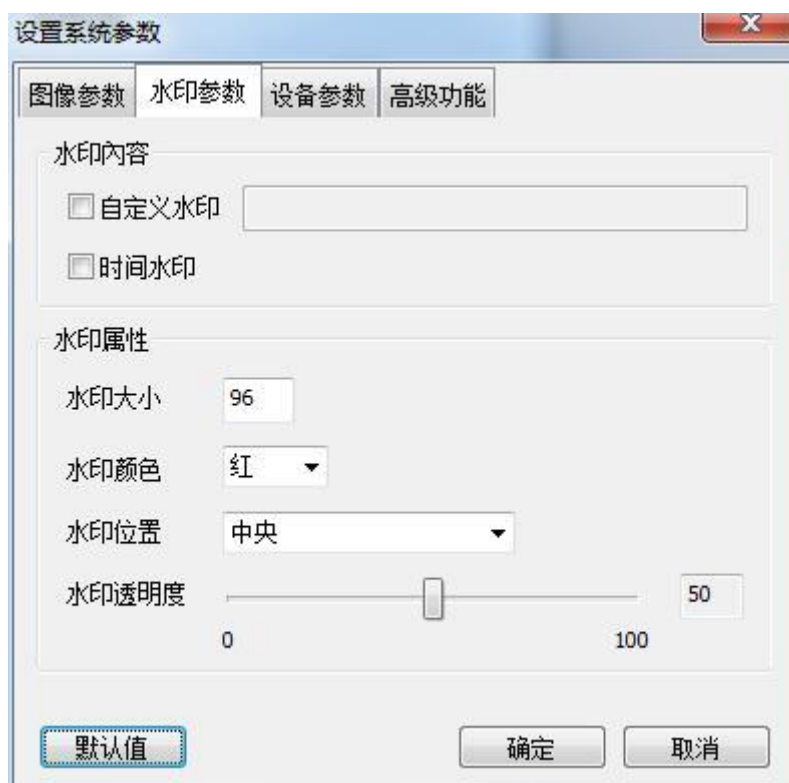 设置系统参数
图像参数 水印参数 设备参数 高级功能
水印内容
自定义水印
时间水印
水印属性
水印大小 96
水印颜色 红
水印位置 中央
水印透明度 50
0 100
默认值 确定 取消